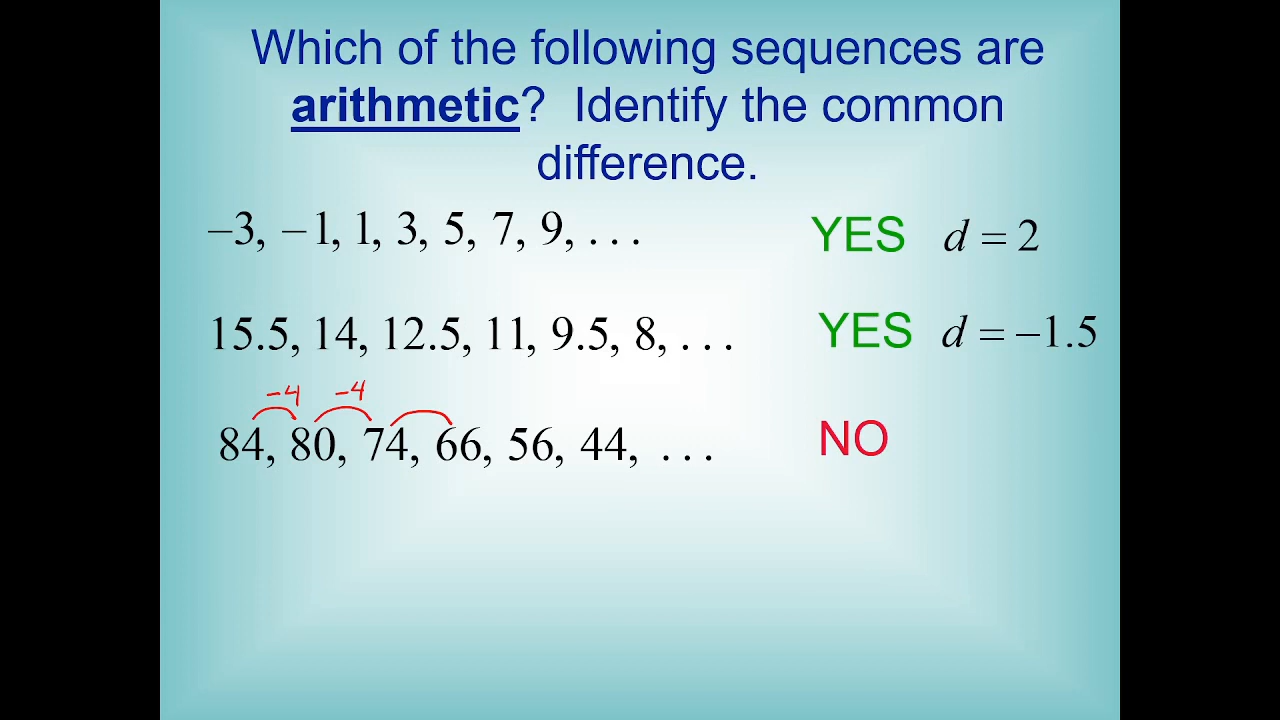 Which of the following sequences are
arithmetic? Identify the common
difference.
–3, –1, 1, 3, 5, 7, 9, . . . YES d = 2
15.5, 14, 12.5, 11, 9.5, 8, . . . YES d = –1.5
-4 -4
84, 80, 74, 66, 56, 44, . . . NO